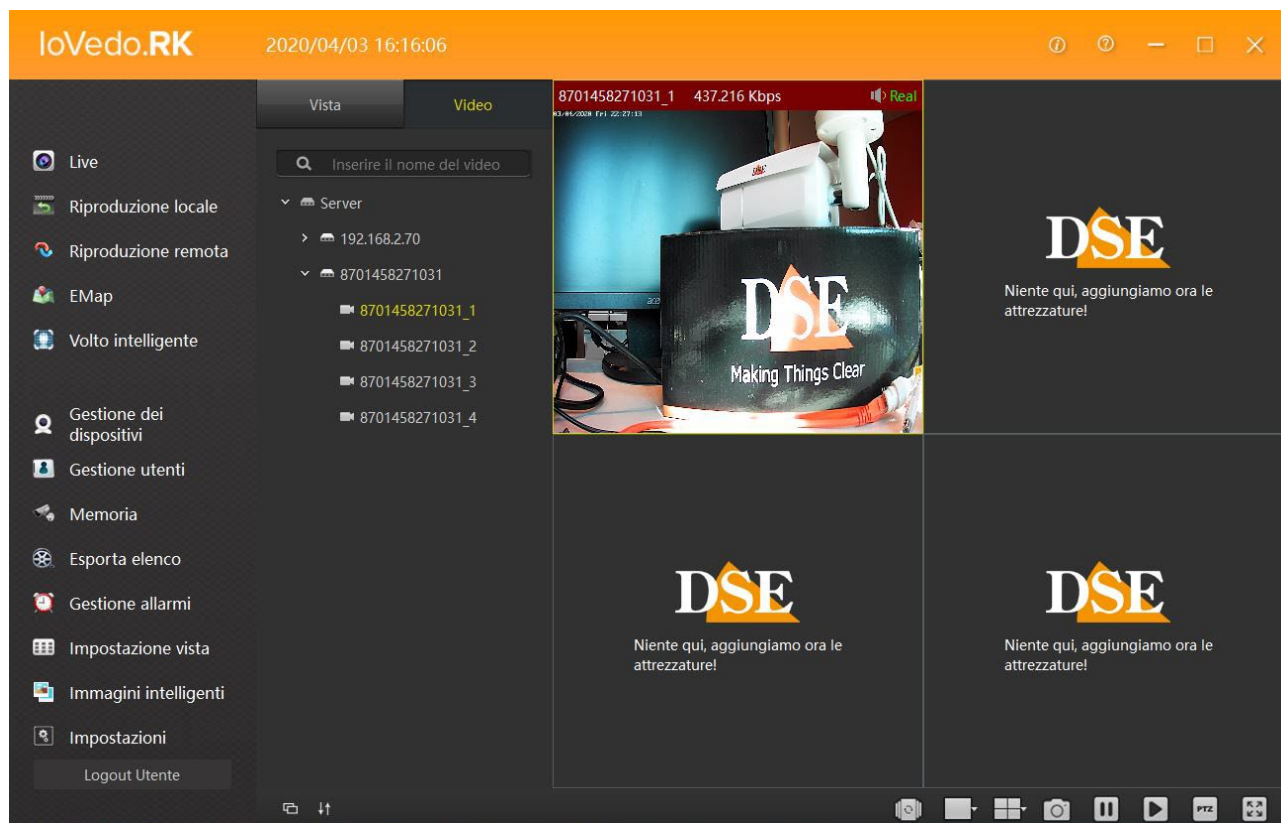 IoVedo.RK
2020/04/03 16:16:06
Live
Riproduzione locale
Riproduzione remota
EMap
Volto intelligente
Gestione dei
dispositivi
Gestione utenti
Memoria
Esporta elenco
Gestione allarmi
Impostazione vista
Immagini intelligenti
Impostazioni
Logout Utente
Vista
Video
Inserire il nome del video
Server
192.168.2.70
8701458271031
8701458271031_1
8701458271031_2
8701458271031_3
8701458271031_4
8701458271031_1 437.216 Kbps Real
DSE
Making Things Clear
DSE
Niente qui, aggiungiamo ora le
attrezzature!
DSE
Niente qui, aggiungiamo ora le
attrezzature!
DSE
Niente qui, aggiungiamo ora le
attrezzature!
PTZ